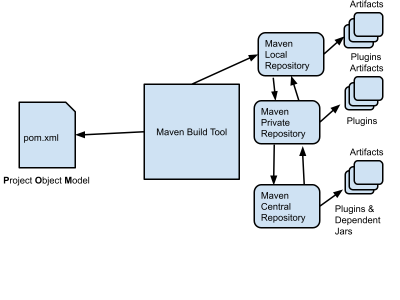 Artifacts
Maven
Local
Repository
Plugins
Artifacts
pom.xml
Maven Build Tool
Maven
Private
Repository
Plugins
Project Object Model
Artifacts
Maven
Central
Repository
Plugins &
Dependent
Jars